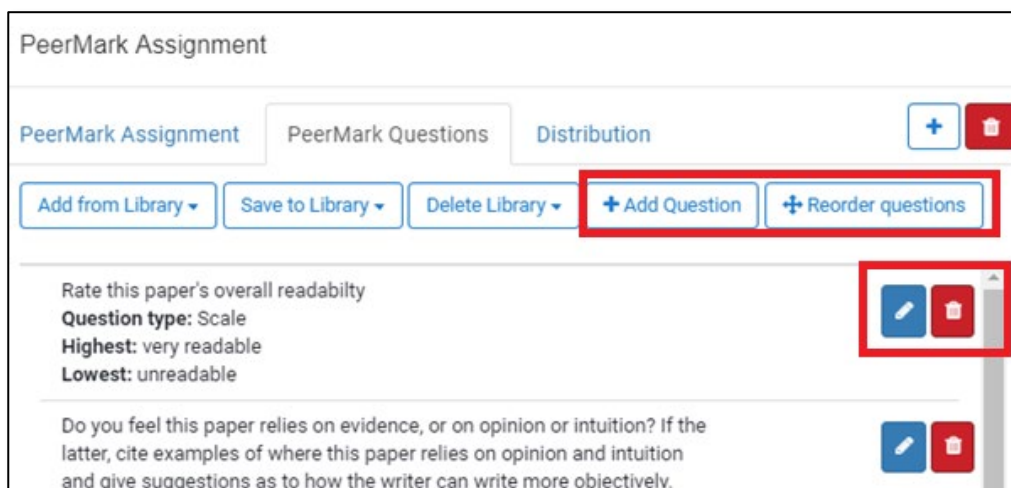 PeerMark Assignment
PeerMark Assignment PeerMark Questions Distribution
Add from Library Save to Library Delete Library + Add Question Reorder questions
Rate this paper's overall readabilty
Question type: Scale
Highest: very readable
Lowest: unreadable
Do you feel this paper relies on evidence, or on opinion or intuition? If the
latter, cite examples of where this paper relies on opinion and intuition
and give suggestions as to how the writer can write more objectively.